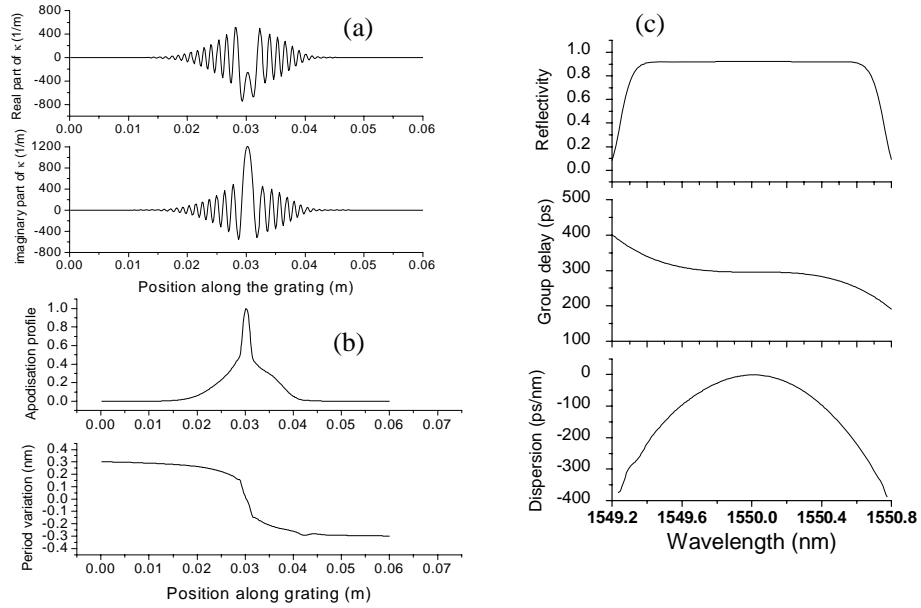 (a)
Real part of κ (1/m)
800
400
0
-400
-800
0.00 0.01 0.02 0.03 0.04 0.05 0.06
imaginary part of κ (1/m)
1200
800
400
0
-400
-800
0.00 0.01 0.02 0.03 0.04 0.05 0.06
Position along the grating (m)
(b)
Apodisation profile
1.0
0.8
0.6
0.4
0.2
0.0
0.00 0.01 0.02 0.03 0.04 0.05 0.06 0.07
Period variation (nm)
0.4
0.3
0.1
0.0
-0.2
-0.3
-0.4
0.00 0.01 0.02 0.03 0.04 0.05 0.06 0.07
Position along grating (m)
(c)
Reflectivity
1.0
0.8
0.6
0.4
0.2
0.0
Group delay (ps)
500
400
300
200
100
Dispersion (ps/nm)
0
-100
-200
-300
-400
1549.2 1549.6 1550.0 1550.4 1550.8
Wavelength (nm)